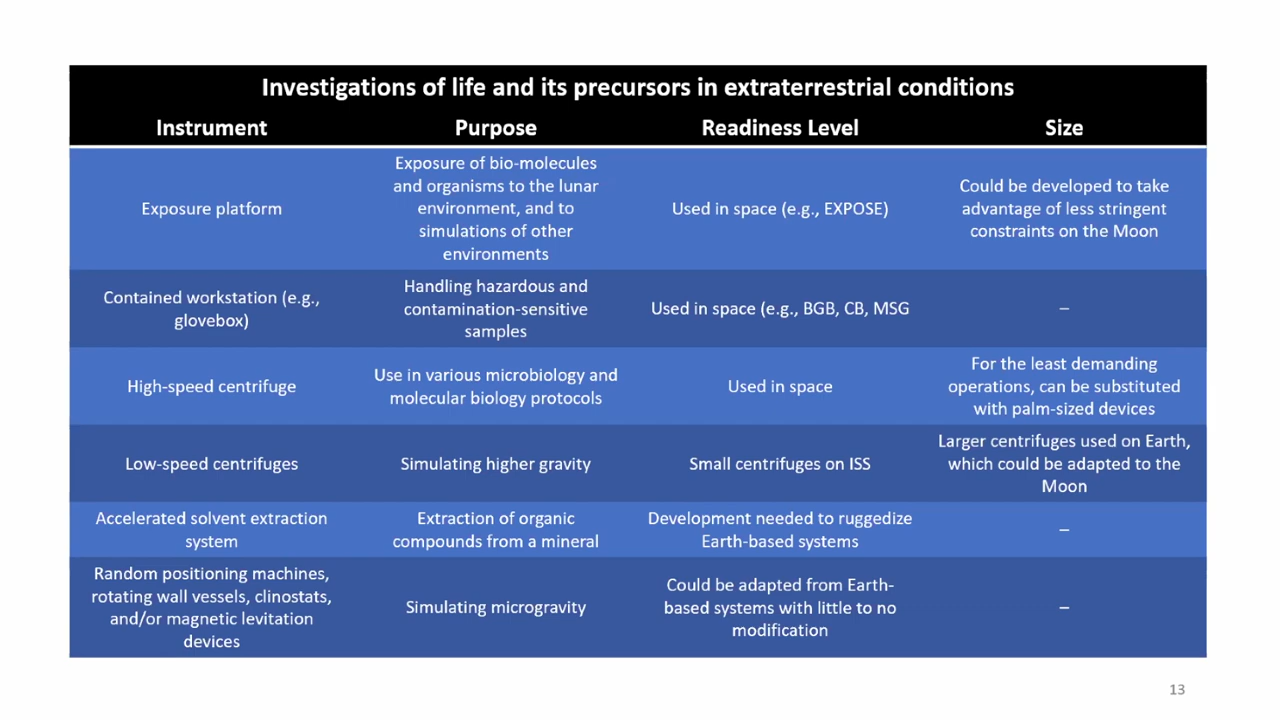 Investigations of life and its precursors in extraterrestrial conditions
Instrument
Purpose
Readiness Level
Size
Exposure platform
Exposure of bio-molecules
and organisms to the lunar
environment, and to
simulations of other
environments
Used in space (e.g., EXPOSE)
Could be developed to take
advantage of less stringent
constraints on the Moon
Contained workstation (e.g.,
glovebox)
Handling hazardous and
contamination-sensitive
samples
Used in space (e.g., BGB, CB, MSG
–
High-speed centrifuge
Use in various microbiology and
molecular biology protocols
Used in space
For the least demanding
operations, can be substituted
with palm-sized devices
Low-speed centrifuges
Simulating higher gravity
Small centrifuges on ISS
Larger centrifuges used on Earth,
which could be adapted to the
Moon
Accelerated solvent extraction
system
Extraction of organic
compounds from a mineral
Development needed to ruggedize
Earth-based systems
–
Random positioning machines,
rotating wall vessels, clinostats,
and/or magnetic levitation
devices
Simulating microgravity
Could be adapted from Earth-
based systems with little to no
modification
–
13